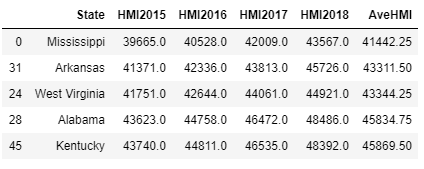 State HMI2015 HMI2016 HMI2017 HMI2018 AveHMI
0 Mississippi 39665.0 40528.0 42009.0 43567.0 41442.25
31 Arkansas 41371.0 42336.0 43813.0 45726.0 43311.50
24 West Virginia 41751.0 42644.0 44061.0 44921.0 43344.25
28 Alabama 43623.0 44758.0 46472.0 48486.0 45834.75
45 Kentucky 43740.0 44811.0 46535.0 48392.0 45869.50